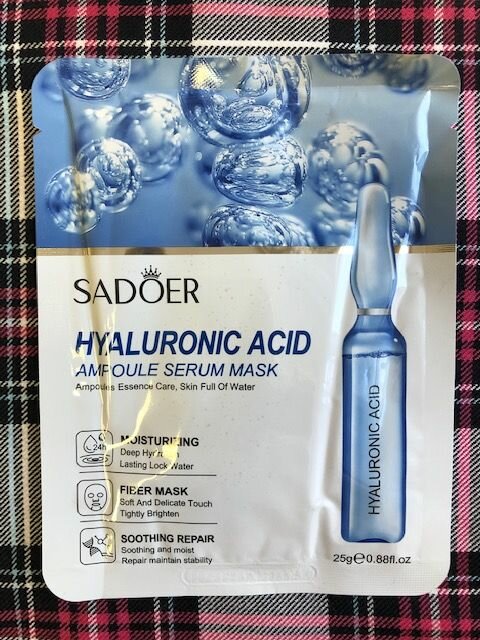 SADOER
HYALURONIC ACID
AMPOULE SERUM MASK
Ampoules Essence Care, Skin Full Of Water
24h
MOISTURIZING
Deep Hydration
Lasting Lock Water
FIBER MASK
Soft And Delicate Touch
Tightly Brighten
SOOTHING REPAIR
Soothing and moist
Repair maintain stability
HYALURONIC ACID
25g℮0.88fl.oz